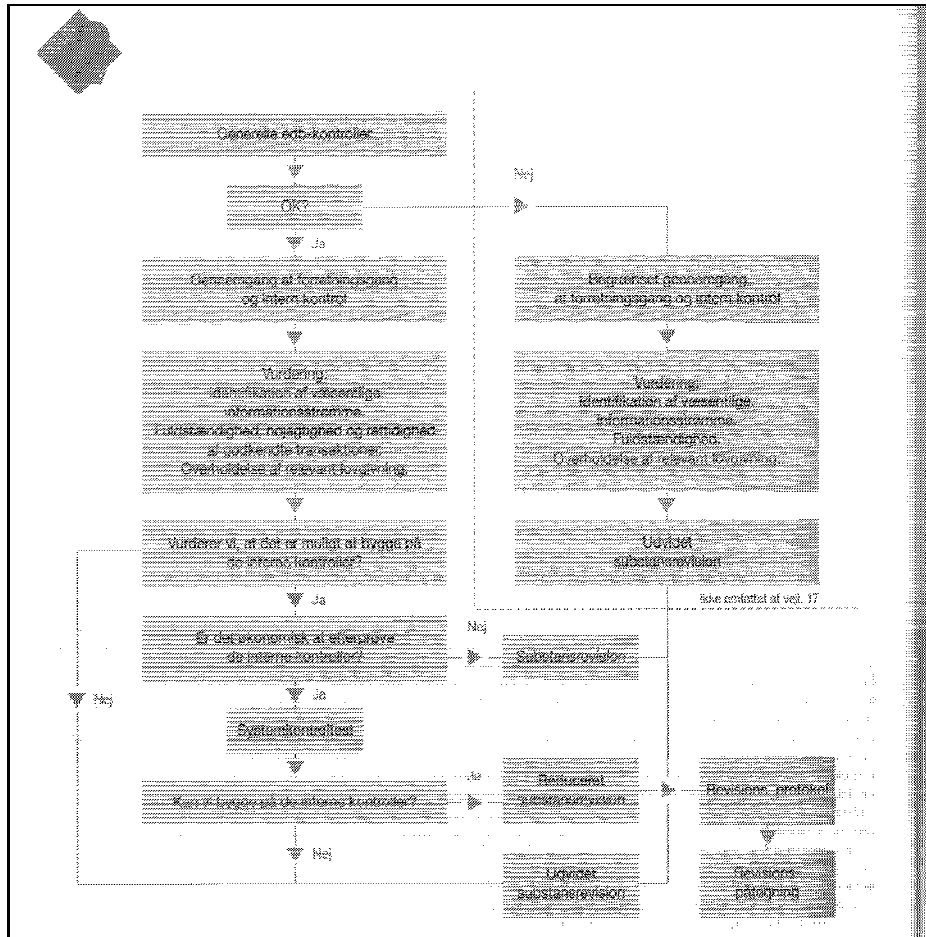 Generelle edb-kontroller
Nej
OK?
Ja
Gennemgang af forretningsgang
og intern kontrol
Begrænset gennemgang
af forretningsgang og intern kontrol
Vurdering.
Identifikation af væsentlige
informationsstrømme.
Fuldstændighed, nøjagtighed og rettidighed
af godkendte transaktioner.
Overholdelse af relevant lovgivning.
Vurdering.
Identifikation af væsentlige
informationsstrømme.
Fuldstændighed.
Overholdelse af relevant lovgivning.
Vurderer vi, at det er muligt at bygge på
de interne kontroller?
Udvidet
substansrevision
Ikke omfattet af vejl. 17
Ja
Er det økonomisk at efterprøve
de interne kontroller?
Nej
Substansrevision
Nej
Ja
Systemkontroltest
Kan vi bygge på de interne kontroller?
Ja
Reduceret
substansrevision
Revisions-protokol
Nej
Udvidet
substansrevision
Revisions-
påtegning